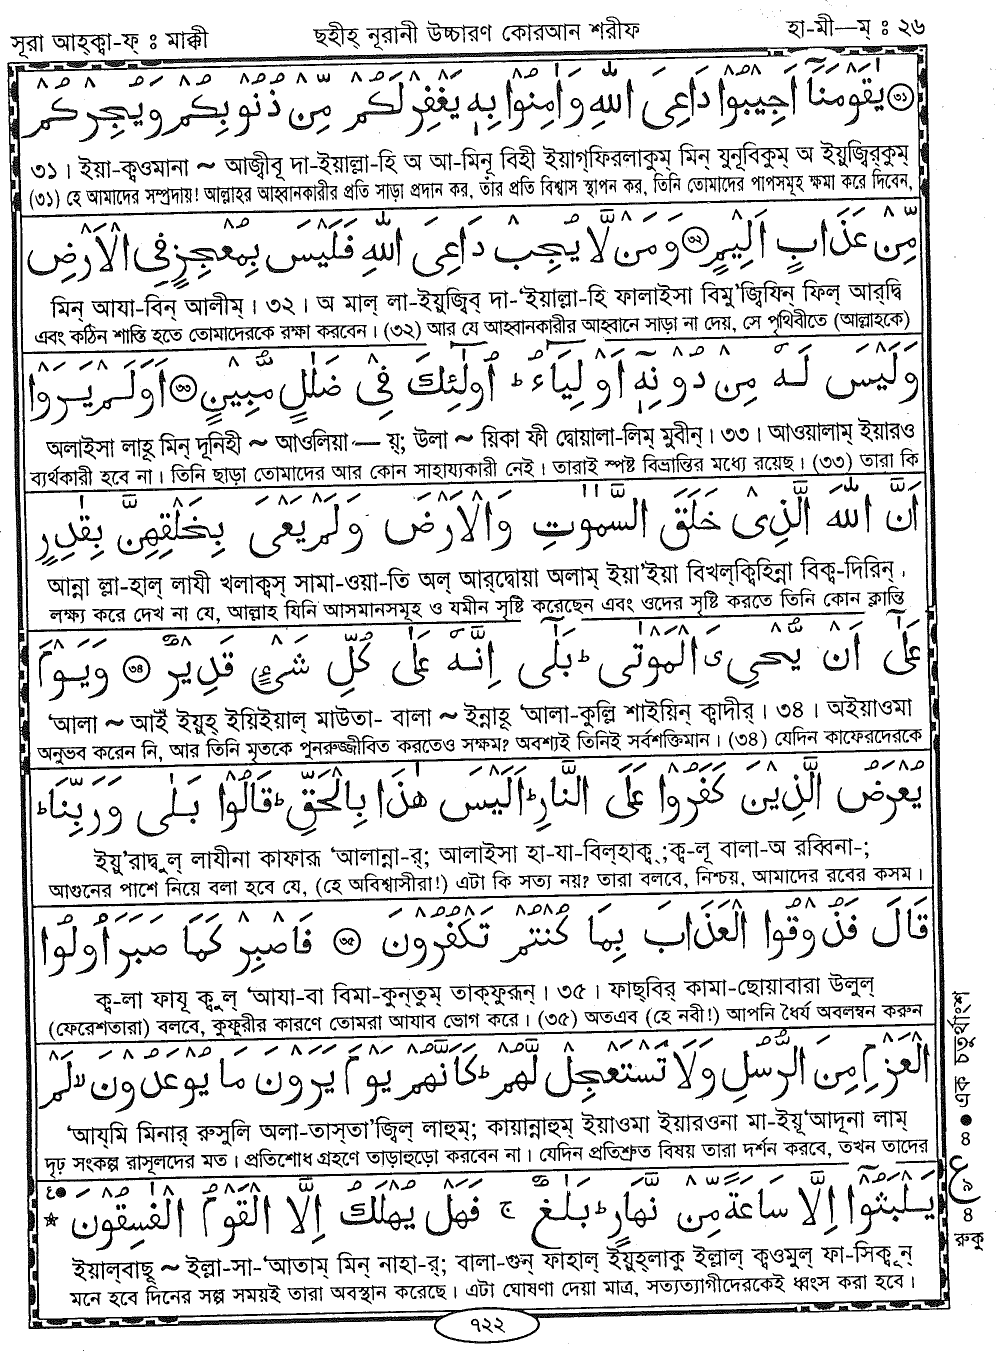 সূরা আহ্‌ক্বা-ফ্ : মাক্কী
ছহীহ্ নূরানী উচ্চারণ কোরআন শরীফ
হা-মী—ম্ : ২৬
﴿٣١﴾ يٰقَوْمَنَآ اَجِيْبُوْا دَاعِىَ اللّٰهِ وَاٰمِنُوْا بِهٖ يَغْفِرْ لَكُمْ مِّنْ ذُنُوْبِكُمْ وَيُجِرْكُمْ
৩১। ইয়া-ক্বওমানা ~ আজ্বীবূ দা-ইয়াল্লা-হি অ আ-মিনূ বিহী ইয়াগ্‌ফিরলাকুম্ মিন্ যুনূবিকুম্ অ ইয়ুজ্বির্‌কুম্
(৩১) হে আমাদের সম্প্রদায়! আল্লাহর আহ্বানকারীর প্রতি সাড়া প্রদান কর, তাঁর প্রতি বিশ্বাস স্থাপন কর, তিনি তোমাদের পাপসমূহ ক্ষমা করে দিবেন,
مِّنْ عَذَابٍ اَلِيْمٍ ﴿٣٢﴾ وَمَنْ لَّا يُجِبْ دَاعِىَ اللّٰهِ فَلَيْسَ بِمُعْجِزٍ فِى الْاَرْضِ
মিন্ আযা-বিন্ আলীম্। ৩২। অ মাল্ লা-ইয়ুজ্বিব্ দা-'ইয়াল্লা-হি ফালাইসা বিমু'জ্বিযিন্ ফিল্ আর্‌দ্বি
এবং কঠিন শাস্তি হতে তোমাদেরকে রক্ষা করবেন। (৩২) আর যে আহ্বানকারীর আহ্বানে সাড়া না দেয়, সে পৃথিবীতে (আল্লাহকে)
وَلَيْسَ لَهٗ مِنْ دُوْنِهٖٓ اَوْلِيَآءُ ؕ اُولٰٓئِكَ فِىْ ضَلٰلٍ مُّبِيْنٍ ﴿٣٣﴾ اَوَلَمْ يَرَوْا
অলাইসা লাহূ মিন্ দূনিহী ~ আওলিয়া — য়্; উলা ~ য়িকা ফী দ্বোয়ালা-লিম্ মুবীন্। ৩৩। আওয়ালাম্ ইয়ারও
ব্যর্থকারী হবে না। তিনি ছাড়া তোমাদের আর কোন সাহায্যকারী নেই। তারাই স্পষ্ট বিভ্রান্তির মধ্যে রয়েছে। (৩৩) তারা কি
اَنَّ اللّٰهَ الَّذِىْ خَلَقَ السَّمٰوٰتِ وَالْاَرْضَ وَلَمْ يَعْىَ بِخَلْقِهِنَّ بِقٰدِرٍ
আন্না ল্লা-হাল্ লাযী খলাক্বস্ সামা-ওয়া-তি অল্ আর্‌দ্বোয়া অলাম্ ইয়া'ইয়া বিখল্‌ক্বিহিন্না বিক্ব-দিরিন্,
লক্ষ্য করে দেখ না যে, আল্লাহ যিনি আসমানসমূহ ও যমীন সৃষ্টি করেছেন এবং ওদের সৃষ্টি করতে তিনি কোন ক্লান্তি
عَلٰٓى اَنْ يُّحْىِۦَ الْمَوْتٰى ؕ بَلٰٓى اِنَّهٗ عَلٰى كُلِّ شَىْءٍ قَدِيْرٌ ﴿٣٤﴾ وَيَوْمَ
'আলা ~ আইঁ ইয়ুহ্ ইয়িইয়াল্ মাউতা- বালা ~ ইন্নাহূ 'আলা-কুল্লি শাইয়িন্ ক্বাদীর্। ৩৪। অইয়াওমা
অনুভব করেন নি, আর তিনি মৃতকে পুনরুজ্জীবিত করতেও সক্ষম? অবশ্যই তিনিই সর্বশক্তিমান। (৩৪) যেদিন কাফেরদেরকে
يُعْرَضُ الَّذِيْنَ كَفَرُوْا عَلَى النَّارِ ؕ اَلَيْسَ هٰذَا بِالْحَقِّ ؕ قَالُوْا بَلٰى وَرَبِّنَا ؕ
ইয়ু'রাদ্বুল্ লাযীনা কাফারূ 'আলান্না-র্; আলাইসা হা-যা-বিল্‌হাক্ব্; ক্ব-লূ বালা-অ রব্বিনা-;
আগুনের পাশে নিয়ে বলা হবে যে, (হে অবিশ্বাসীরা!) এটা কি সত্য নয়? তারা বলবে, নিশ্চয়, আমাদের রবের কসম।
قَالَ فَذُوْقُوا الْعَذَابَ بِمَا كُنْتُمْ تَكْفُرُوْنَ ﴿٣٥﴾ فَاصْبِرْ كَمَا صَبَرَ اُولُوا
ক্ব-লা ফাযূ ক্বুল্ 'আযা-বা বিমা-কুন্‌তুম্ তাক্‌ফুরূন্। ৩৫। ফাছ্‌বির্ কামা-ছোয়াবারা উলুল্
(ফেরেশতারা) বলবে, কুফুরীর কারণে তোমরা আযাব ভোগ করে। (৩৫) অতএব (হে নবী!) আপনি ধৈর্য অবলম্বন করুন
الْعَزْمِ مِنَ الرُّسُلِ وَلَا تَسْتَعْجِلْ لَّهُمْ ؕ كَاَنَّهُمْ يَوْمَ يَرَوْنَ مَا يُوْعَدُوْنَ ۙ لَمْ
'আয্‌মি মিনার্ রুসুলি অলা-তাস্‌তা'জ্বিল্ লাহুম্; কায়ান্নাহুম্ ইয়াওমা ইয়ারওনা মা-ইয়ূ'আদূনা লাম্
দৃঢ় সংকল্প রাসূলদের মত। প্রতিশোধ গ্রহণে তাড়াহুড়ো করবেন না। যেদিন প্রতিশ্রুত বিষয় তারা দর্শন করবে, তখন তাদের
يَلْبَثُوْٓا اِلَّا سَاعَةً مِّنْ نَّهَارٍ ؕ بَلٰغٌ ۚ فَهَلْ يُهْلَكُ اِلَّا الْقَوْمُ الْفٰسِقُوْنَ
ইয়াল্‌বাছূ ~ ইল্লা-সা-'আতাম্ মিন্ নাহা-র্; বালা-গুন্ ফাহাল্ ইয়ুহ্‌লাকু ইল্লাল্ ক্বওমুল্ ফা-সিক্বূন্
মনে হবে দিনের সল্প সময়ই তারা অবস্থান করেছে। এটা ঘোষণা দেয়া মাত্র, সত্যত্যাগীদেরকেই ধ্বংস করা হবে।
এক চতুর্থাংশ
৪
ع
৯
৪
রুকু
১২২